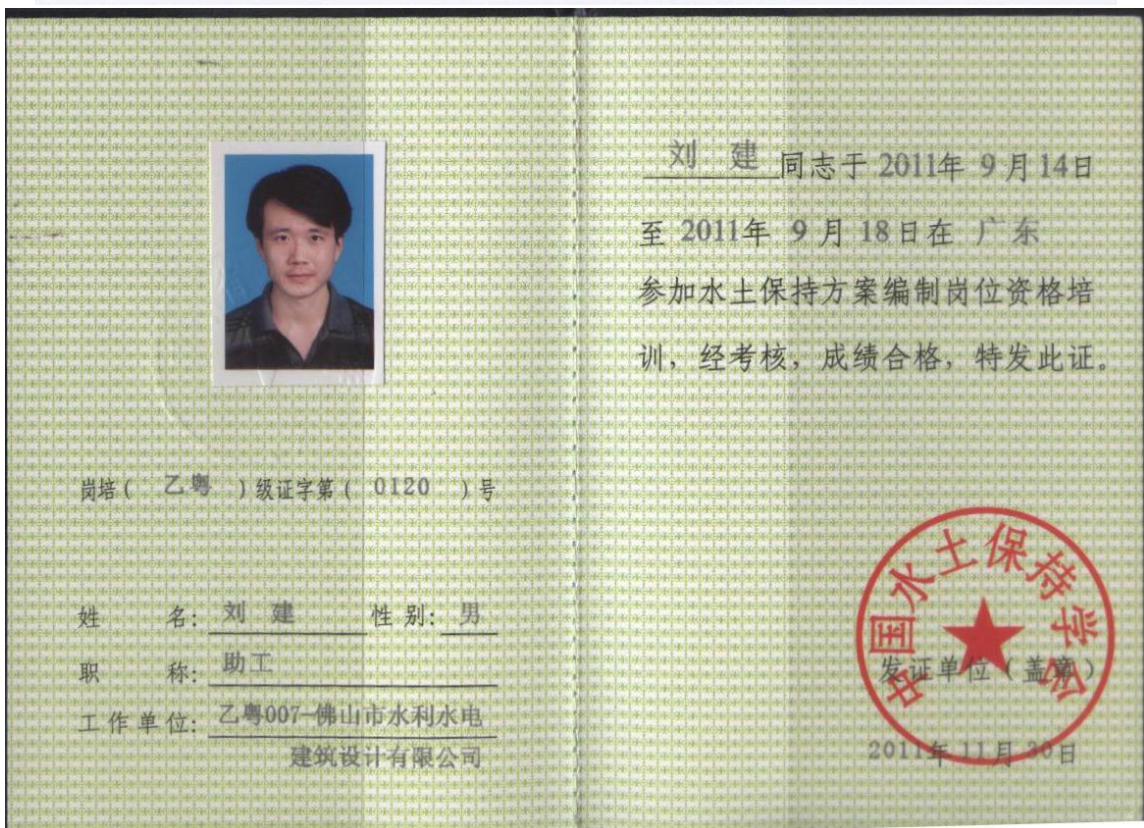 岗培( 乙粤 )级证字第( 0120 )号
姓 名: 刘 建 性 别: 男
职 称: 助工
工作单位: 乙粤007-佛山市水利水电
建筑设计有限公司
刘 建 同志于 2011年 9 月 14日
至 2011年 9 月 18 日在 广 东
参加水土保持方案编制岗位资格培
训, 经考核, 成绩合格, 特发此证。
中国水土保持学会
发证单位(盖章)
2011年 11月 30日